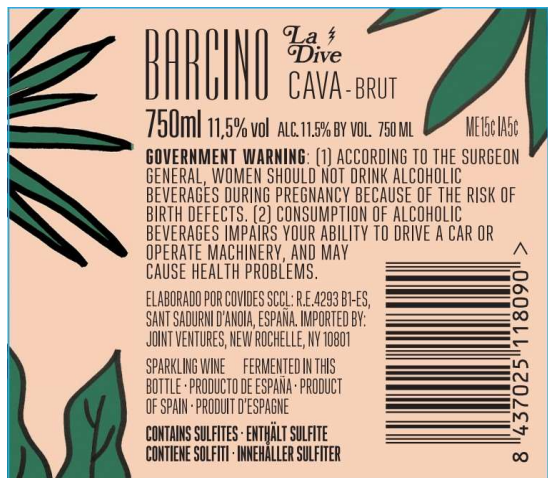 BARCINO La Dive
CAVA - BRUT
750ml 11,5% vol ALC. 11.5% BY VOL. 750 ML ME15¢ IA5¢
GOVERNMENT WARNING: (1) ACCORDING TO THE SURGEON
GENERAL, WOMEN SHOULD NOT DRINK ALCOHOLIC
BEVERAGES DURING PREGNANCY BECAUSE OF THE RISK OF
BIRTH DEFECTS. (2) CONSUMPTION OF ALCOHOLIC
BEVERAGES IMPAIRS YOUR ABILITY TO DRIVE A CAR OR
OPERATE MACHINERY, AND MAY
CAUSE HEALTH PROBLEMS.
ELABORADO POR COVIDES SCCL: R.E.4293 B1-ES,
SANT SADURNI D'ANOIA, ESPAÑA. IMPORTED BY:
JOINT VENTURES, NEW ROCHELLE, NY 10801
SPARKLING WINE FERMENTED IN THIS
BOTTLE · PRODUCTO DE ESPAÑA · PRODUCT
OF SPAIN · PRODUIT D'ESPAGNE
CONTAINS SULFITES · ENTHÄLT SULFITE
CONTIENE SOLFITI · INNEHÅLLER SULFITER
8 437025 118090 >